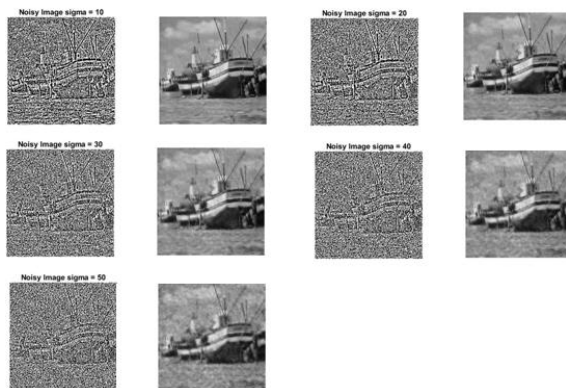 Noisy Image sigma = 10
Noisy Image sigma = 20
Noisy Image sigma = 30
Noisy Image sigma = 40
Noisy Image sigma = 50